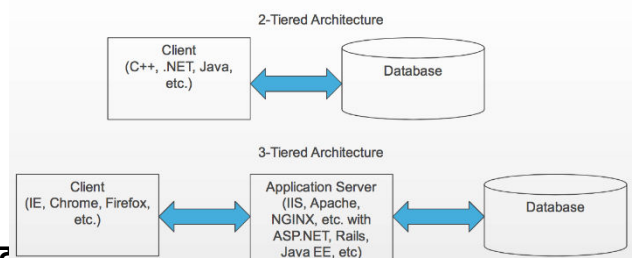 2-Tiered Architecture
Client
(C++, .NET, Java,
etc.)
Database
3-Tiered Architecture
Client
(IE, Chrome, Firefox,
etc.)
Application Server
(IIS, Apache,
NGINX, etc. with
ASP.NET, Rails,
Java EE, etc)
Database